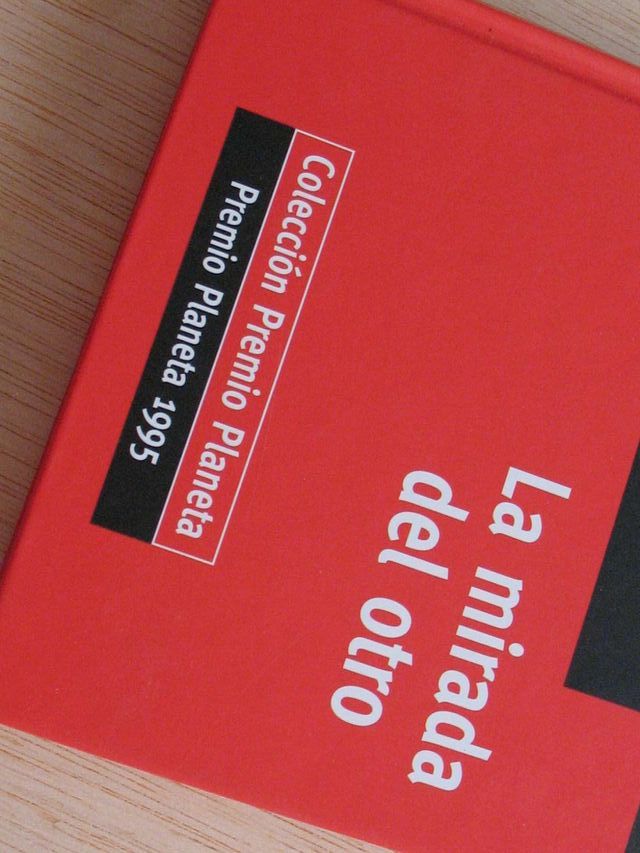 La mirada
del otro
Colección Premio Planeta
Premio Planeta 1995